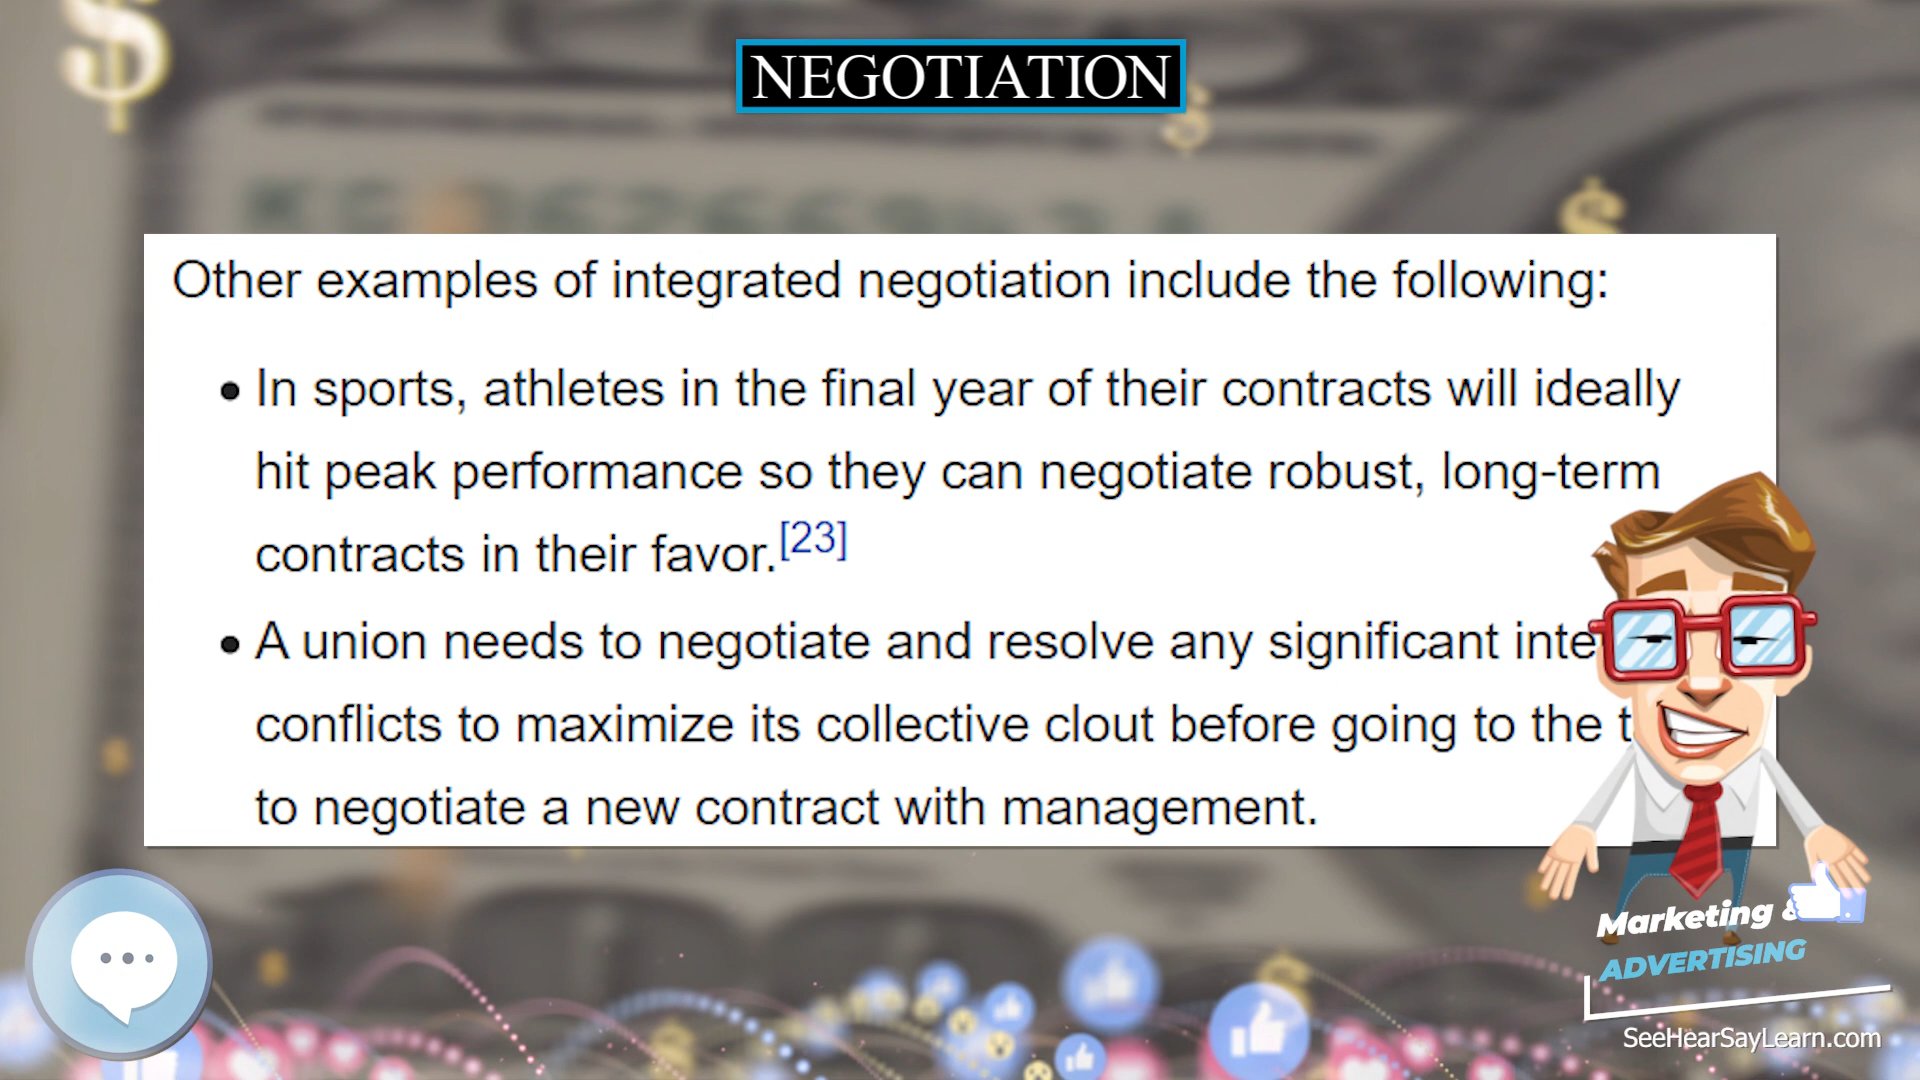 NEGOTIATION
Other examples of integrated negotiation include the following:
• In sports, athletes in the final year of their contracts will ideally
hit peak performance so they can negotiate robust, long-term
contracts in their favor.[23]
• A union needs to negotiate and resolve any significant
conflicts to maximize its collective clout before going to the
to negotiate a new contract with management.
Marketing &
ADVERTISING
SeeHearSayLearn.com